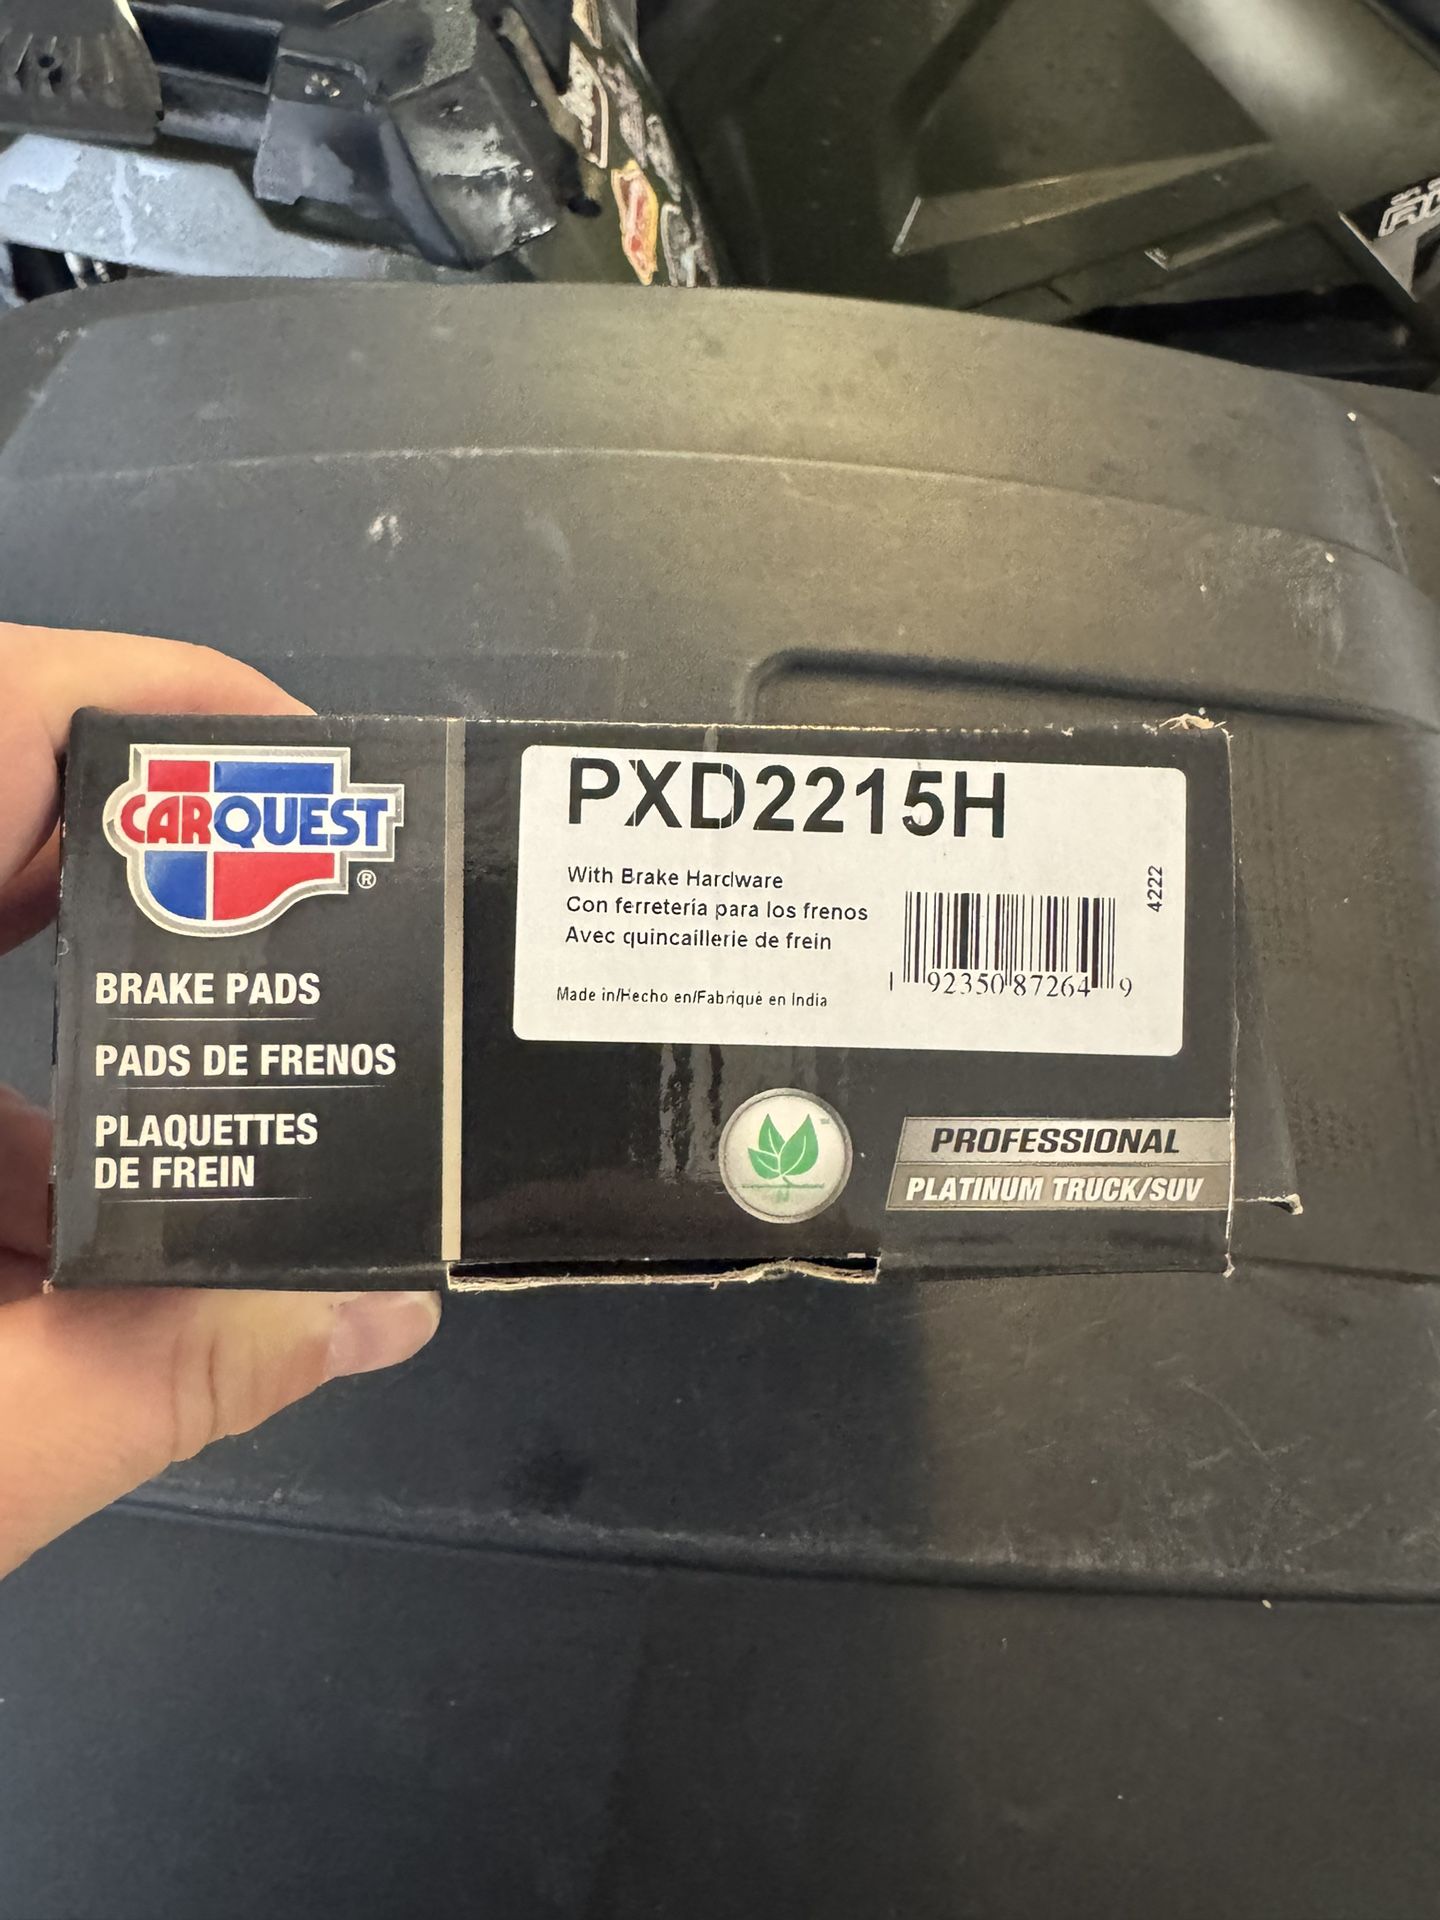 CARQUEST®
BRAKE PADS
PADS DE FRENOS
PLAQUETTES
DE FREIN
PXD2215H
With Brake Hardware
Con ferretería para los frenos
Avec quincaillerie de frein
Made in/Hecho en/Fabriqué en India
4222
1 92350 87264 9
PROFESSIONAL
PLATINUM TRUCK/SUV